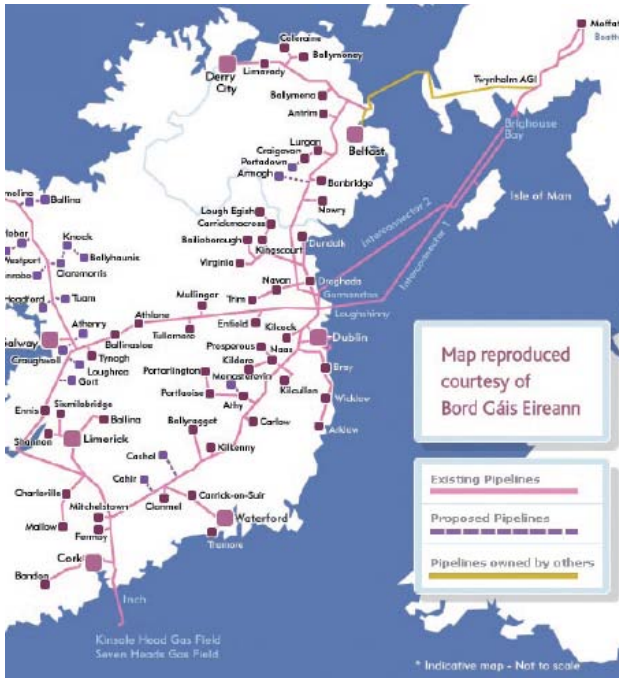 Moffat
Coleraine
Ballymoney
Derry
City
Limavady
Twynholm AGI
Ballymena
Antrim
Brighouse
Bay
Belfast
Lurgan
Craigavon
Portadown
Armagh
Banbridge
Isle of Man
Newry
Lough Egish
Carrickmacross
Bailieborough
Kingscourt
Virginia
Dundalk
Interconnector 2
Interconnector 1
Ballina
Knock
Westport
Ballyhaunis
Claremorris
Navan
Drogheda
Gormanston
Loughshinny
Mullingar
Trim
Tuam
Athlone
Athenry
Tullamore
Enfield
Kilcock
Dublin
Galway
Ballinasloe
Prosperous
Naas
Craughwell
Tynagh
Loughrea
Gort
Portarlington
Kildare
Monasterevin
Bray
Portlaoise
Athy
Kilcullen
Wicklow
Ennis
Sixmilebridge
Ballina
Ballyragget
Carlow
Arklow
Shannon
Limerick
Kilkenny
Cashel
Cahir
Charleville
Mitchelstown
Clonmel
Carrick-on-Suir
Waterford
Mallow
Fermoy
Tramore
Cork
Bandon
Inch
Kinsale Head Gas Field
Seven Heads Gas Field
Map reproduced
courtesy of
Bord Gáis Eireann
Existing Pipelines
Proposed Pipelines
Pipelines owned by others
* Indicative map - Not to scale